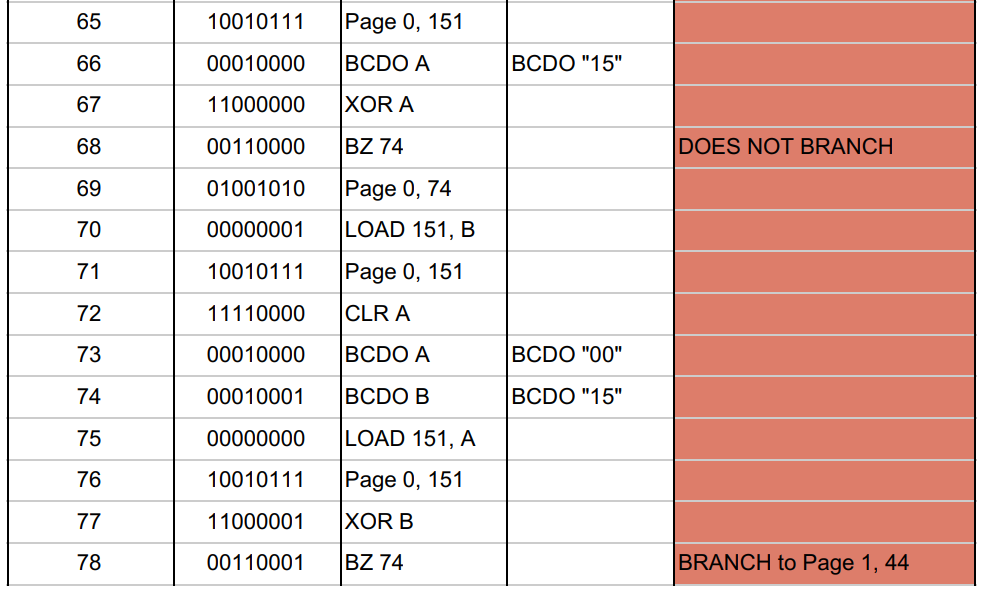 65 10010111 Page 0, 151
66 00010000 BCDO A BCDO "15"
67 11000000 XOR A
68 00110000 BZ 74 DOES NOT BRANCH
69 01001010 Page 0, 74
70 00000001 LOAD 151, B
71 10010111 Page 0, 151
72 11110000 CLR A
73 00010000 BCDO A BCDO "00"
74 00010001 BCDO B BCDO "15"
75 00000000 LOAD 151, A
76 10010111 Page 0, 151
77 11000001 XOR B
78 00110001 BZ 74 BRANCH to Page 1, 44